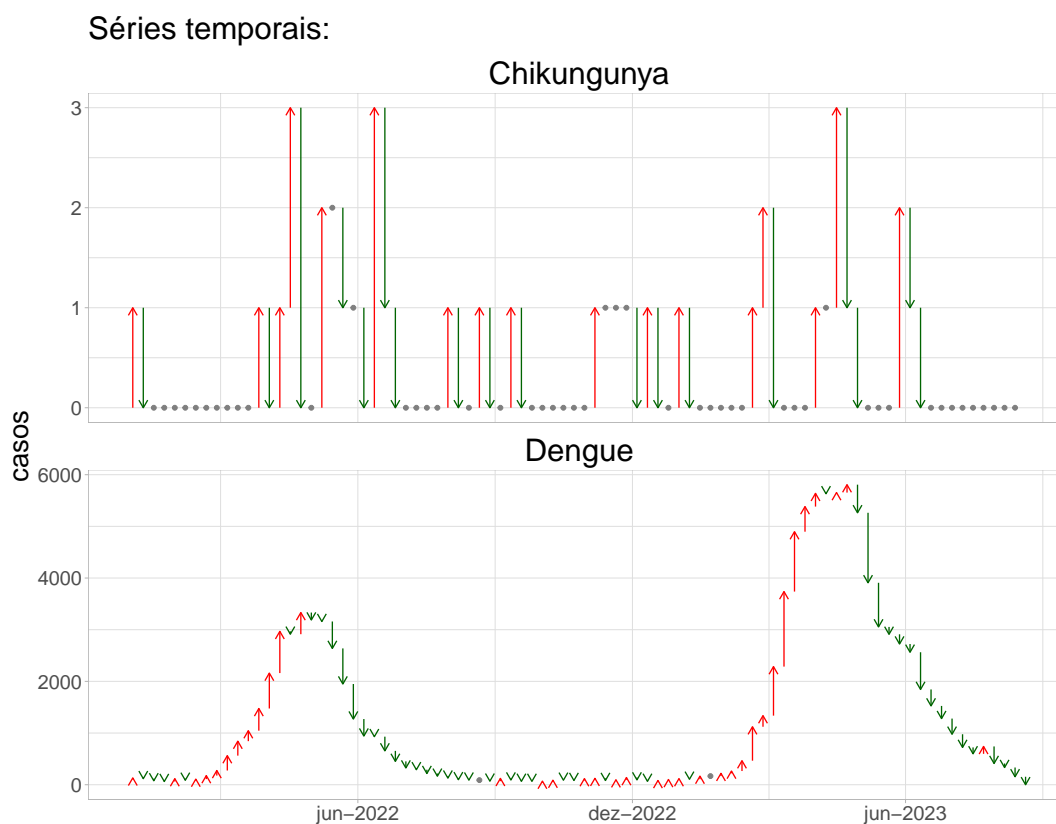 Séries temporais:
Chikungunya
3
2
1
0
casos
Dengue
6000
4000
2000
0
jun−2022
dez−2022
jun−2023